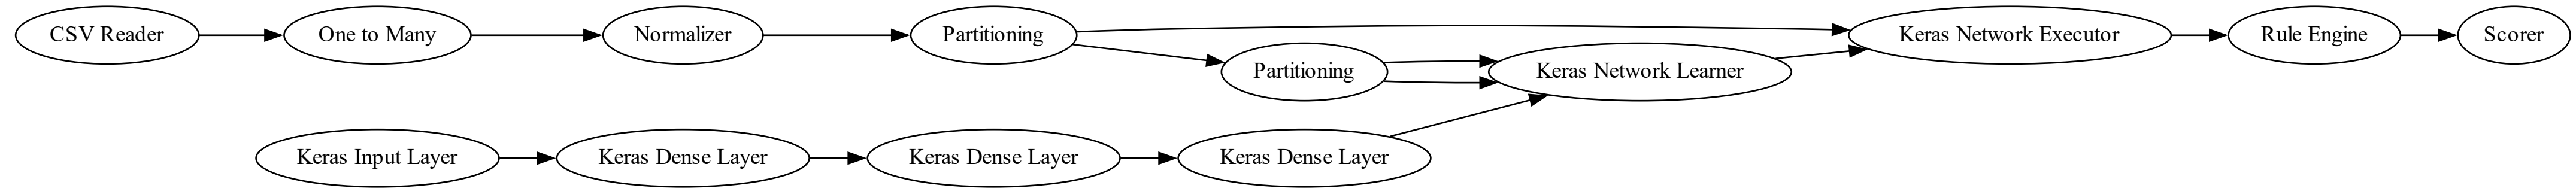 CSV Reader
One to Many
Normalizer
Partitioning
Keras Network Executor
Rule Engine
Scorer
Partitioning
Keras Network Learner
Keras Input Layer
Keras Dense Layer
Keras Dense Layer
Keras Dense Layer